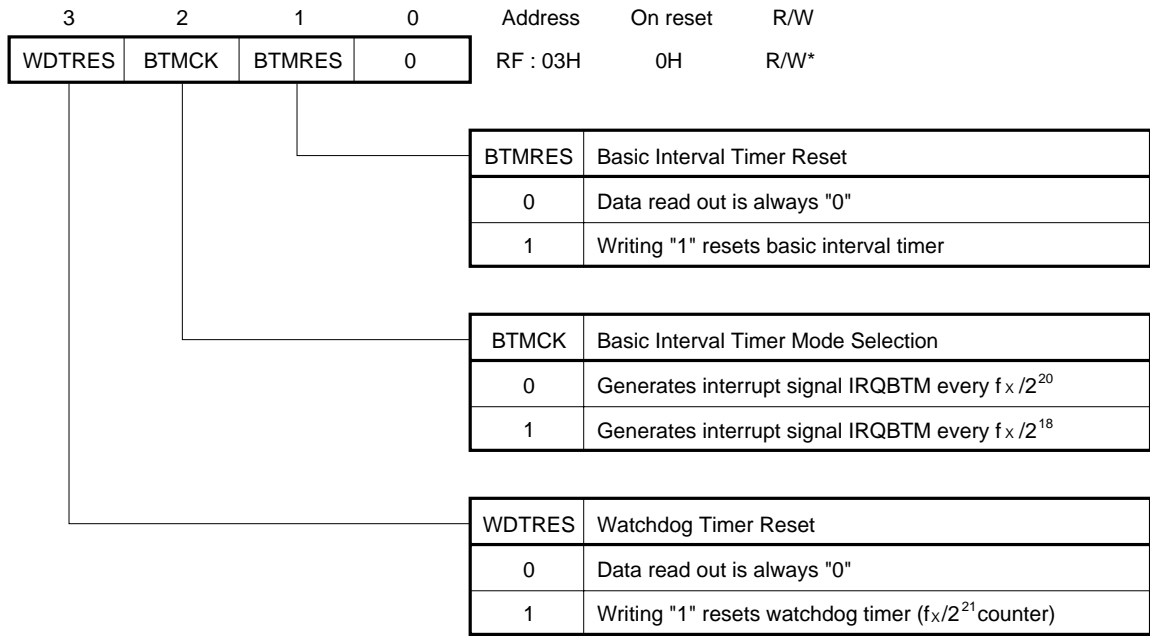 3 2 1 0 Address On reset R/W
WDTRES BTMCK BTMRES 0 RF : 03H 0H R/W*
BTMRES Basic Interval Timer Reset
0 Data read out is always "0"
1 Writing "1" resets basic interval timer
BTMCK Basic Interval Timer Mode Selection
0 Generates interrupt signal IRQBTM every fX/2^20
1 Generates interrupt signal IRQBTM every fX/2^18
WDTRES Watchdog Timer Reset
0 Data read out is always "0"
1 Writing "1" resets watchdog timer (fX/2^21 counter)